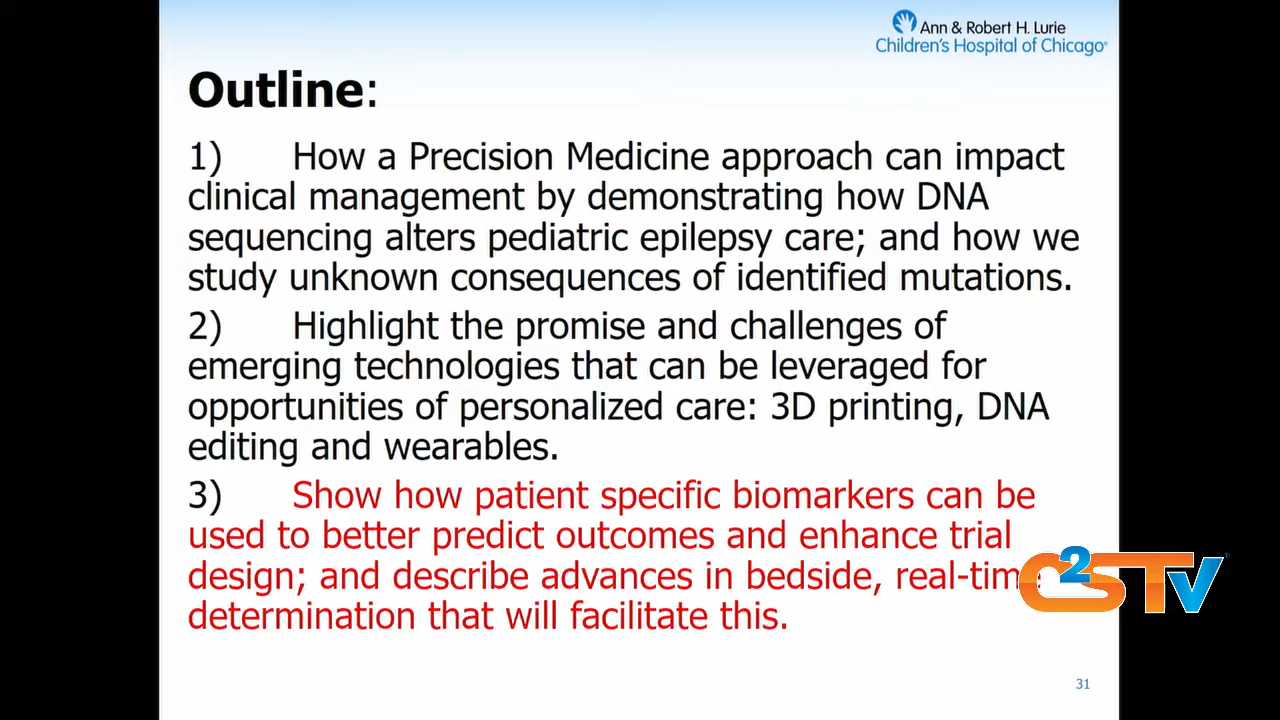 Ann & Robert H. Lurie
Children's Hospital of Chicago
Outline:
1) How a Precision Medicine approach can impact
clinical management by demonstrating how DNA
sequencing alters pediatric epilepsy care; and how we
study unknown consequences of identified mutations.
2) Highlight the promise and challenges of
emerging technologies that can be leveraged for
opportunities of personalized care: 3D printing, DNA
editing and wearables.
3) Show how patient specific biomarkers can be
used to better predict outcomes and enhance trial
design; and describe advances in bedside, real-time
determination that will facilitate this.
C2STV
31